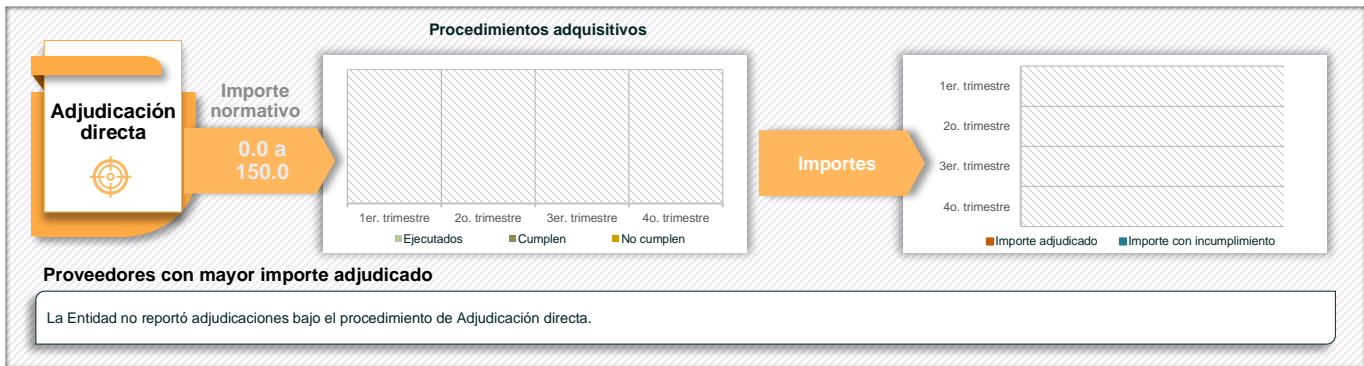 Procedimientos adquisitivos
Adjudicación
directa
Importe
normativo
0.0 a
150.0
1er. trimestre 2o. trimestre 3er. trimestre 4o. trimestre
Ejecutados Cumplen No cumplen
Importes
1er. trimestre
2o. trimestre
3er. trimestre
4o. trimestre
Importe adjudicado Importe con incumplimiento
Proveedores con mayor importe adjudicado
La Entidad no reportó adjudicaciones bajo el procedimiento de Adjudicación directa.